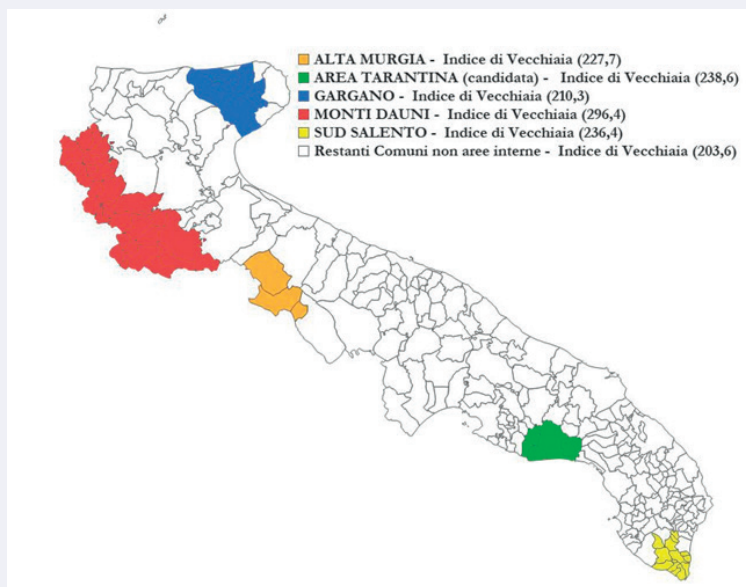 ALTA MURGIA - Indice di Vecchiaia (227,7)
AREA TARANTINA (candidata) - Indice di Vecchiaia (238,6)
GARGANO - Indice di Vecchiaia (210,3)
MONTI DAUNI - Indice di Vecchiaia (296,4)
SUD SALENTO - Indice di Vecchiaia (236,4)
Restanti Comuni non aree interne - Indice di Vecchiaia (203,6)